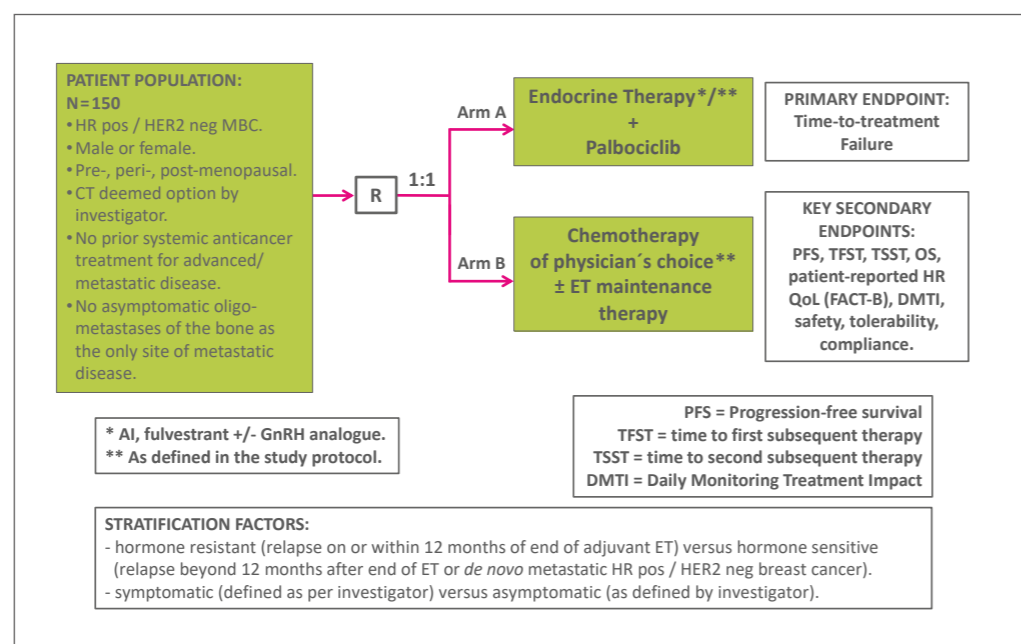 PATIENT POPULATION:
N=150
• HR pos / HER2 neg MBC.
• Male or female.
• Pre-, peri-, post-menopausal.
• CT deemed option by
investigator.
• No prior systemic anticancer
treatment for advanced/
metastatic disease.
• No asymptomatic oligo-
metastases of the bone as
the only site of metastatic
disease.
R
1:1
Arm A
Endocrine Therapy*/**
+
Palbociclib
Arm B
Chemotherapy
of physician´s choice**
± ET maintenance
therapy
PRIMARY ENDPOINT:
Time-to-treatment
Failure
KEY SECONDARY
ENDPOINTS:
PFS, TFST, TSST, OS,
patient-reported HR
QoL (FACT-B), DMTI,
safety, tolerability,
compliance.
* AI, fulvestrant +/- GnRH analogue.
** As defined in the study protocol.
PFS = Progression-free survival
TFST = time to first subsequent therapy
TSST = time to second subsequent therapy
DMTI = Daily Monitoring Treatment Impact
STRATIFICATION FACTORS:
- hormone resistant (relapse on or within 12 months of end of adjuvant ET) versus hormone sensitive
(relapse beyond 12 months after end of ET or de novo metastatic HR pos / HER2 neg breast cancer).
- symptomatic (defined as per investigator) versus asymptomatic (as defined by investigator).